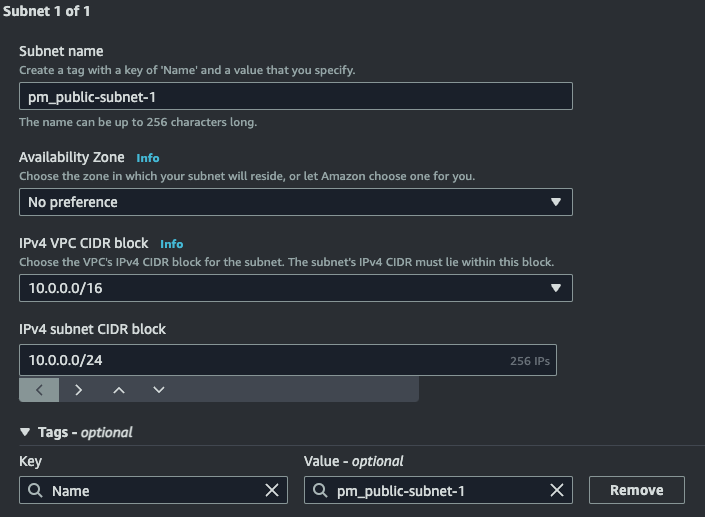 Subnet 1 of 1
Subnet name
Create a tag with a key of 'Name' and a value that you specify.
pm_public-subnet-1
The name can be up to 256 characters long.
Availability Zone Info
Choose the zone in which your subnet will reside, or let Amazon choose one for you.
No preference
IPv4 VPC CIDR block Info
Choose the VPC's IPv4 CIDR block for the subnet. The subnet's IPv4 CIDR must lie within this block.
10.0.0.0/16
IPv4 subnet CIDR block
10.0.0.0/24 256 IPs
Tags - optional
Key Value - optional
Name pm_public-subnet-1 Remove